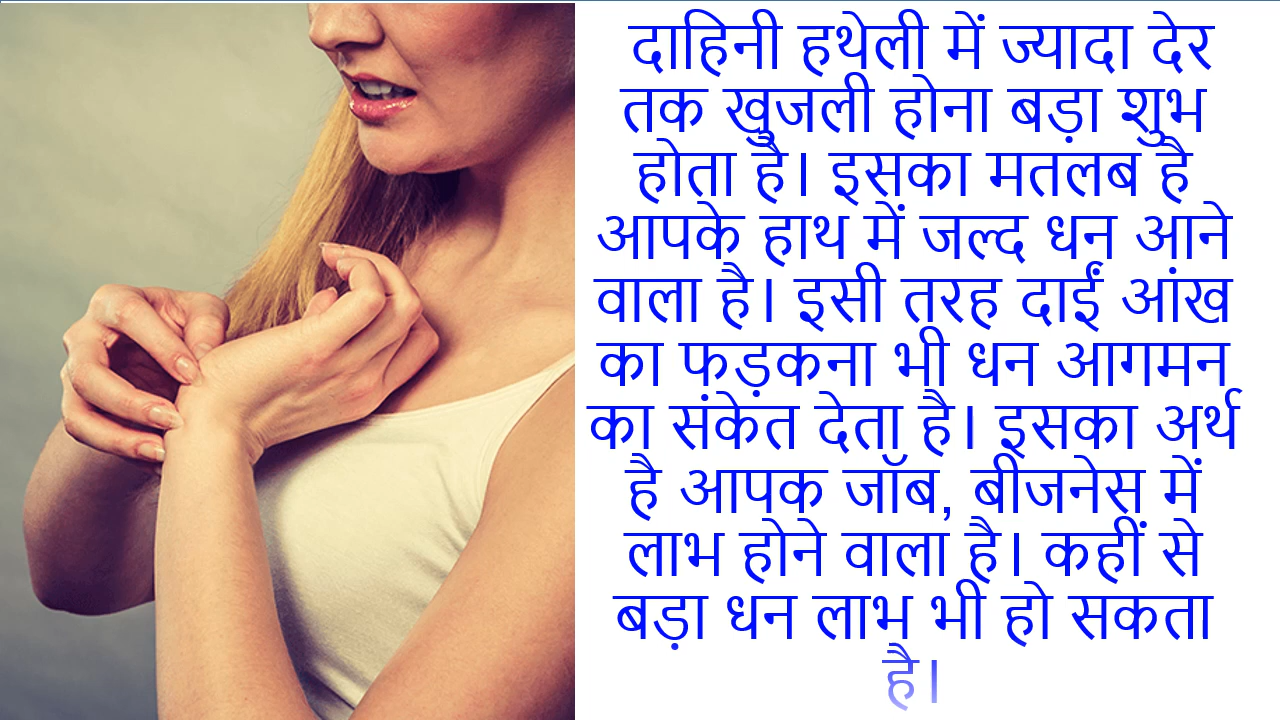 दाहिनी हथेली में ज्यादा देर
तक खुजली होना बड़ा शुभ
होता है। इसका मतलब है
आपके हाथ में जल्द धन आने
वाला है। इसी तरह दाईं आंख
का फड़कना भी धन आगमन
का संकेत देता है। इसका अर्थ
है आपक जॉब, बीजनेस में
लाभ होने वाला है। कहीं से
बड़ा धन लाभ भी हो सकता
है।